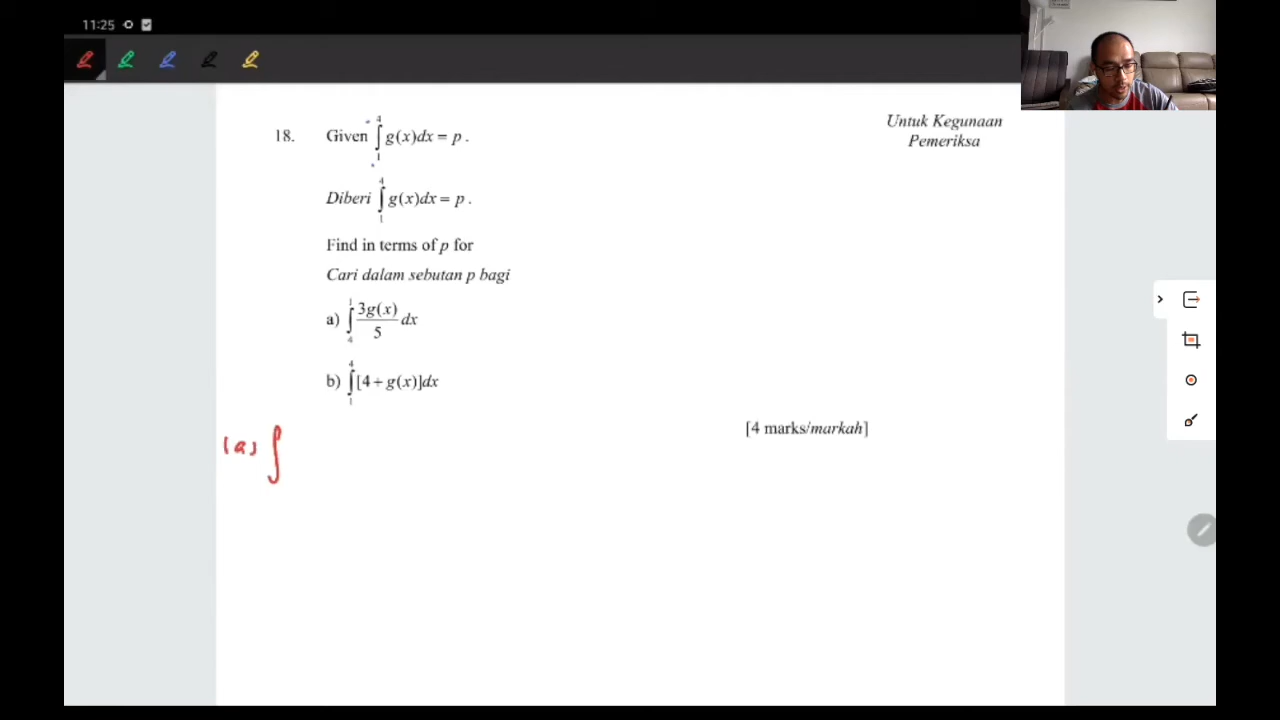 11:25
18. Given ∫₁⁴ g(x)dx = p .
Untuk Kegunaan
Pemeriksa
Diberi ∫₁⁴ g(x)dx = p .
Find in terms of p for
Cari dalam sebutan p bagi
a) ∫₄¹ 3g(x)/5 dx
b) ∫₁⁴ [4 + g(x)]dx
[4 marks/markah]
(a) ∫